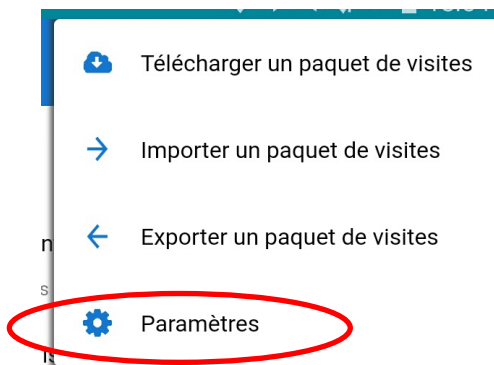 Télécharger un paquet de visites
Importer un paquet de visites
Exporter un paquet de visites
n
s
Paramètres